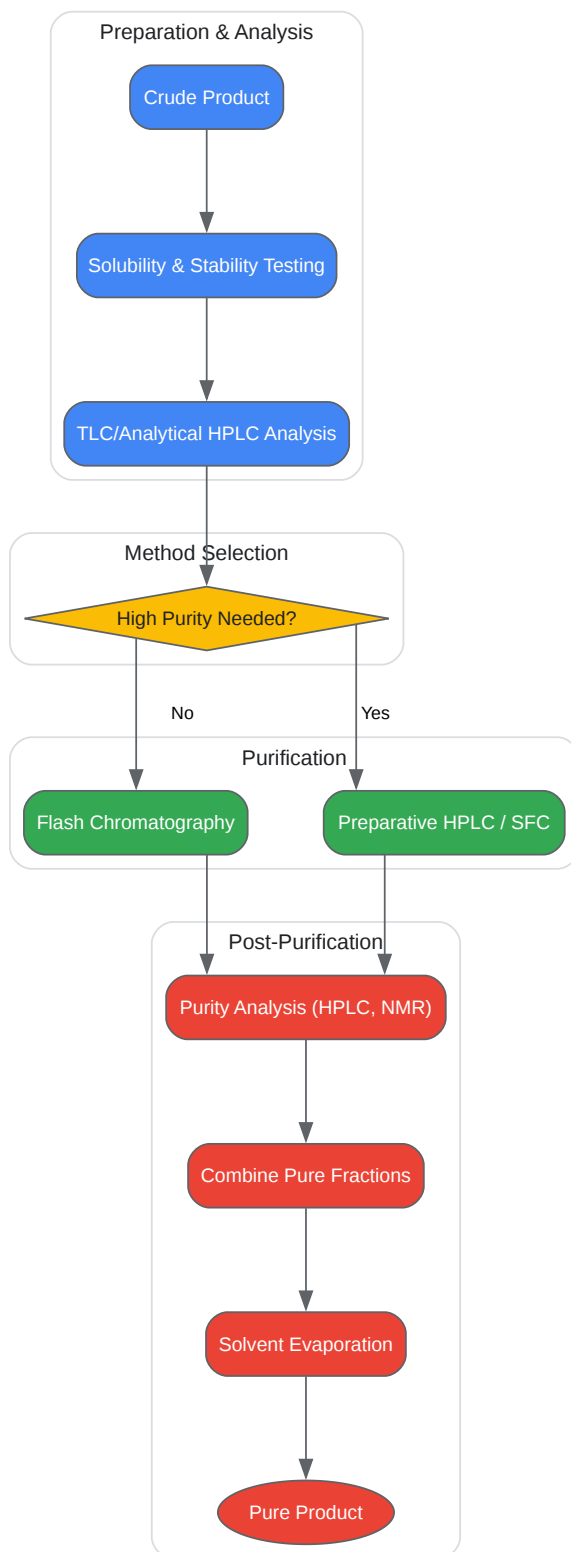 Preparation & Analysis
Crude Product
Solubility & Stability Testing
TLC/Analytical HPLC Analysis
Method Selection
High Purity Needed?
No
Yes
Purification
Flash Chromatography
Preparative HPLC / SFC
Post-Purification
Purity Analysis (HPLC, NMR)
Combine Pure Fractions
Solvent Evaporation
Pure Product